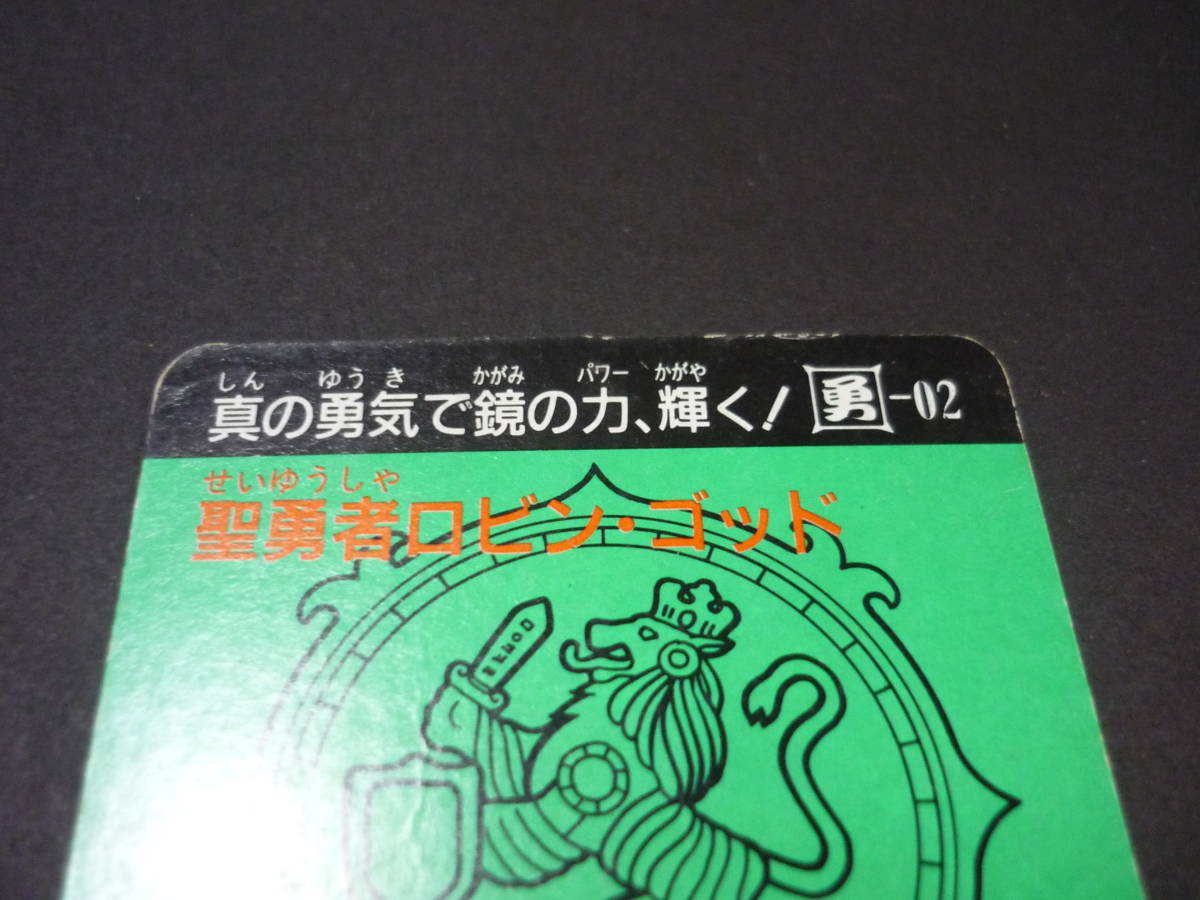 しん ゆうき かがみ パワー かがや
真の勇気で鏡の力、輝く! 勇-02
せいゆうしゃ
聖勇者ロビン・ゴッド